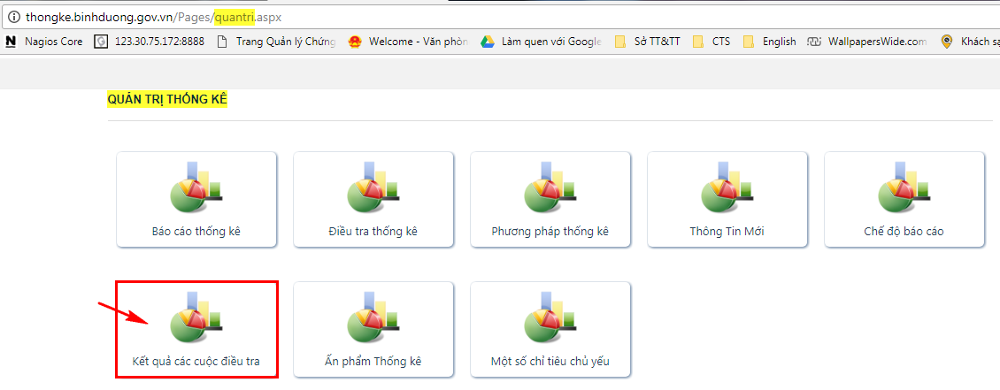 thongke.binhduong.gov.vn/Pages/quantri.aspx
Nagios Core 123.30.75.172:8888 Trang Quản lý Chứng Welcome - Văn phòn Làm quen với Google Sở TT&TT CTS English WallpapersWide.com Khách sạ
QUẢN TRỊ THỐNG KÊ
Báo cáo thống kê Điều tra thống kê Phương pháp thống kê Thông Tin Mới Chế độ báo cáo
Kết quả các cuộc điều tra Ấn phẩm Thống kê Một số chỉ tiêu chủ yếu